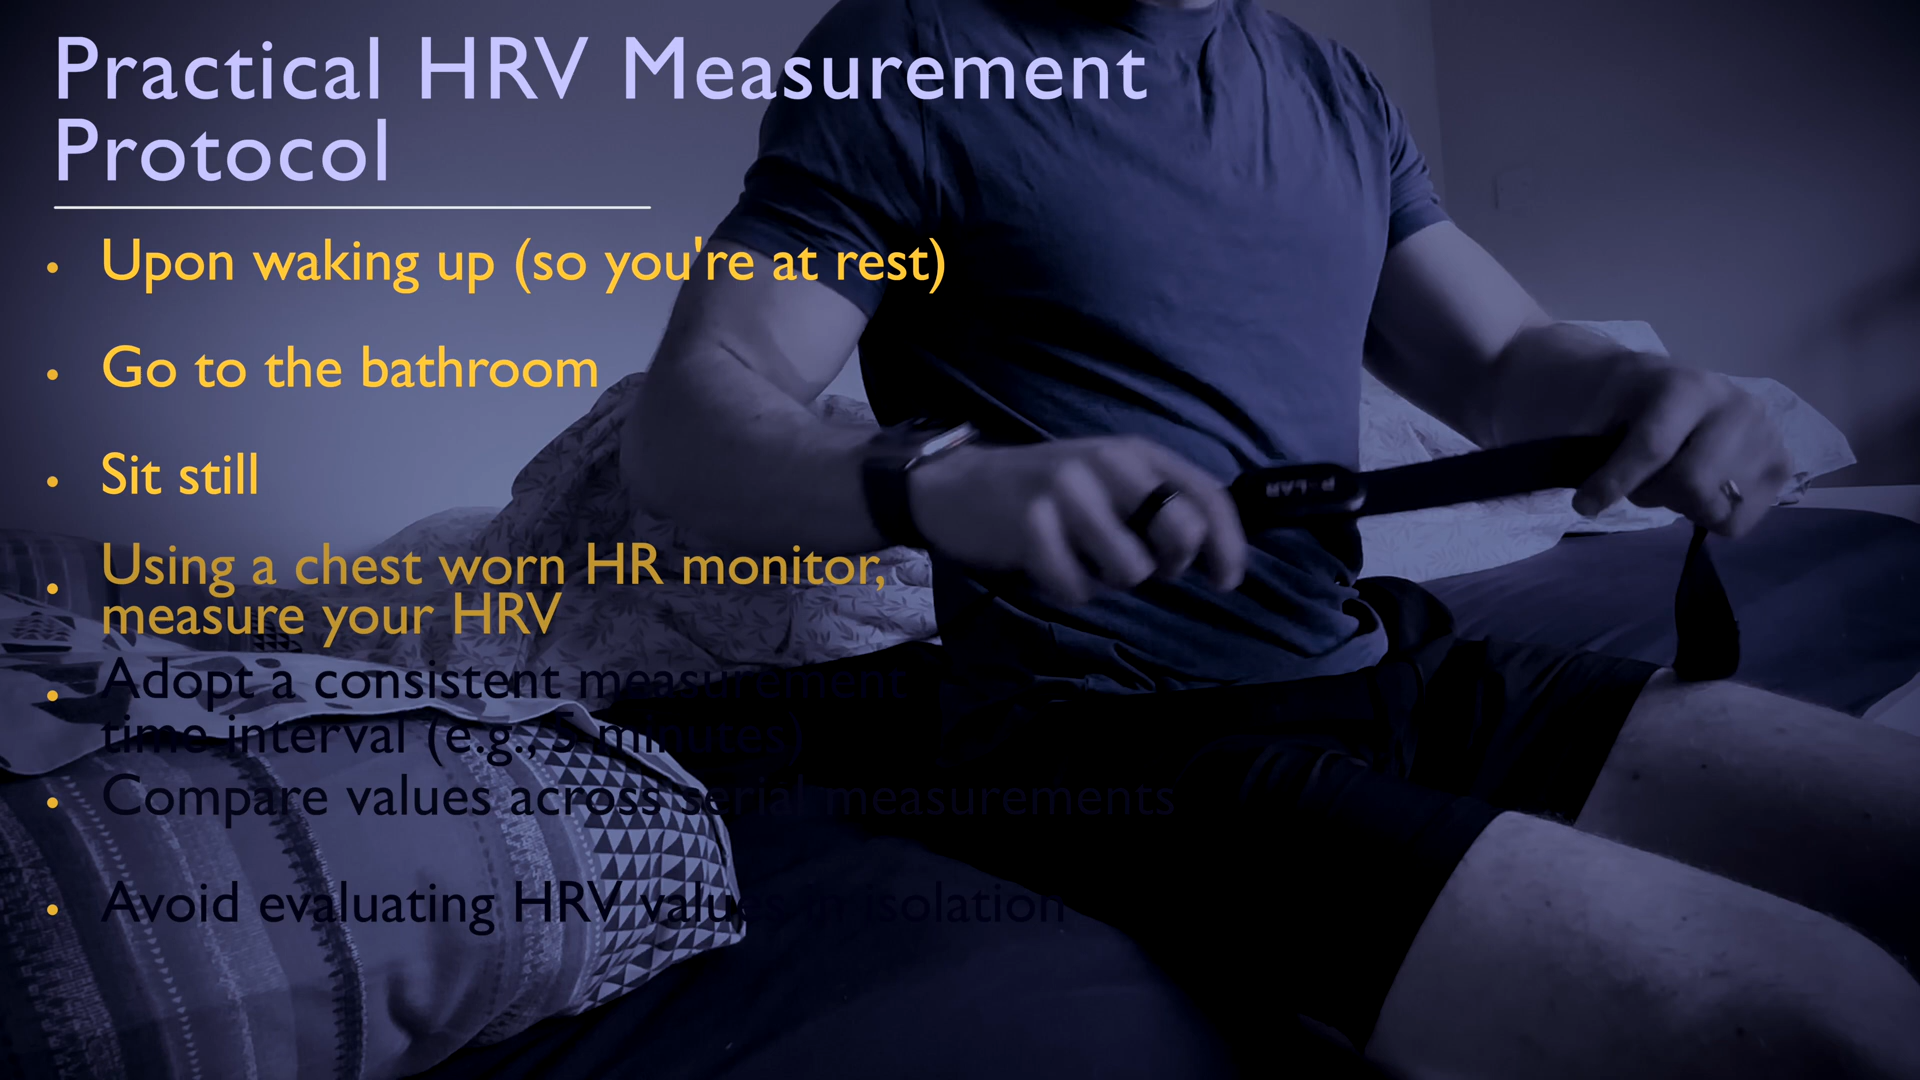 Practical HRV Measurement
Protocol
• Upon waking up (so you're at rest)
• Go to the bathroom
• Sit still
• Using a chest worn HR monitor,
measure your HRV
• Adopt a consistent measurement
time interval (e.g., 5 minutes)
• Compare values across serial measurements
• Avoid evaluating HRV values in isolation
POLAR